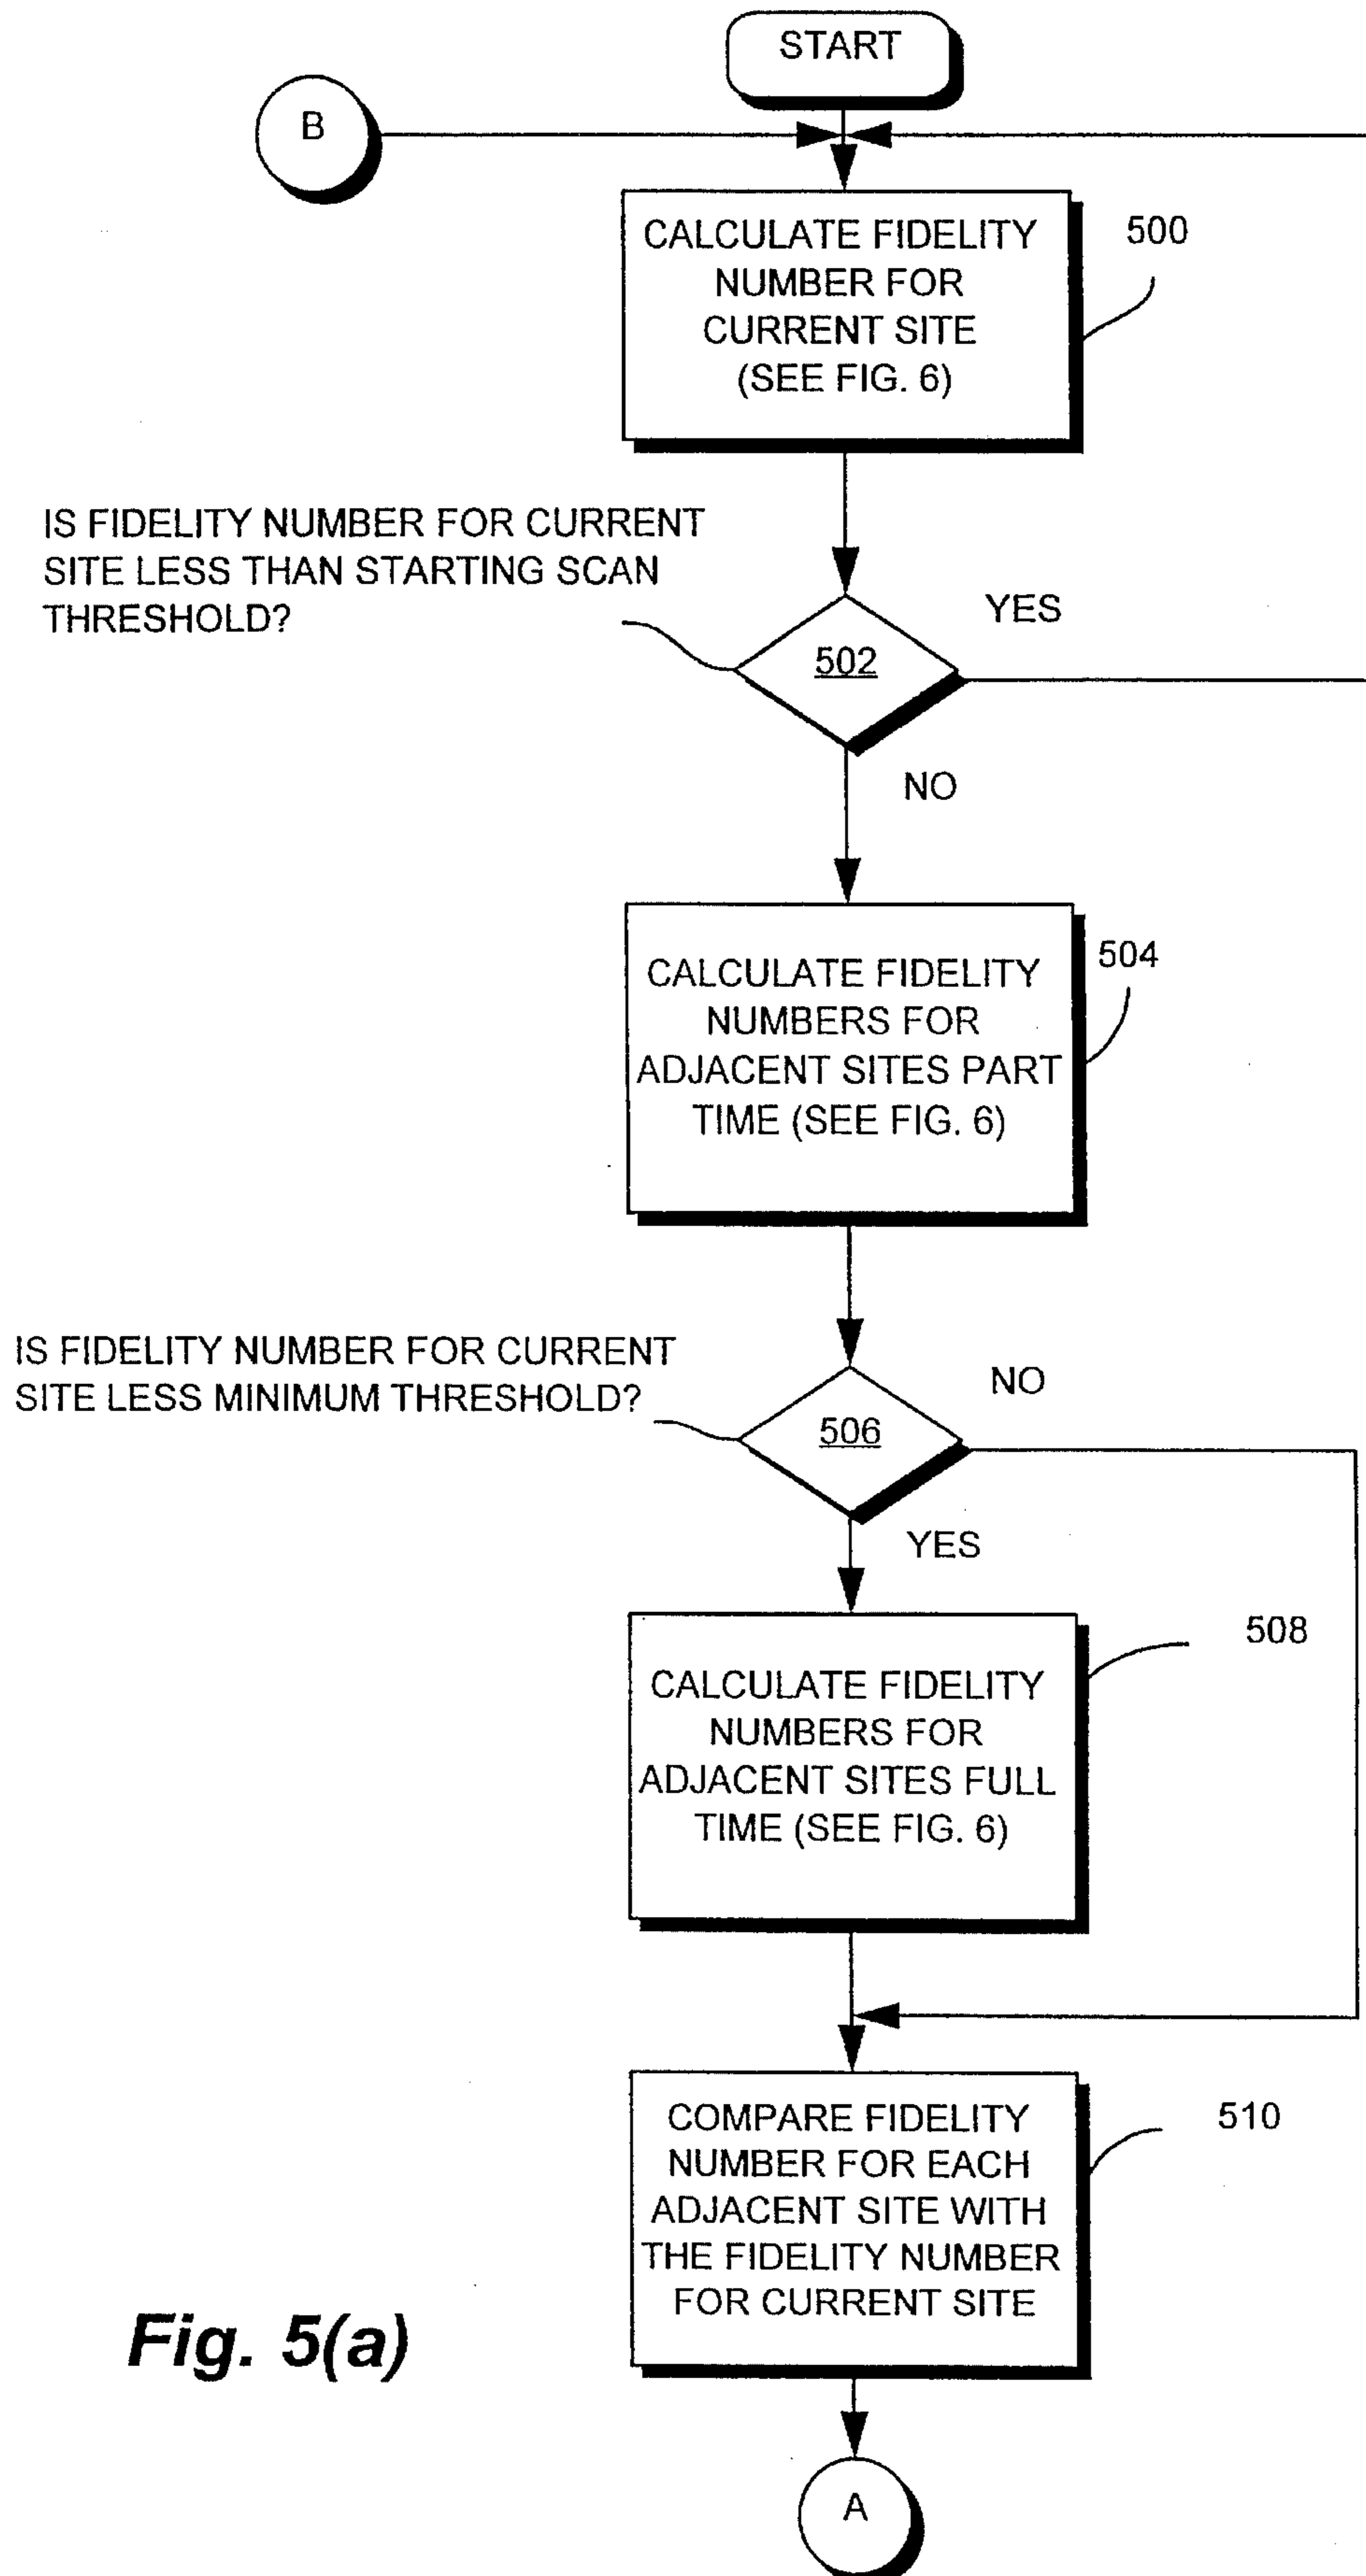 START
B
CALCULATE FIDELITY
NUMBER FOR
CURRENT SITE
(SEE FIG. 6)
500
IS FIDELITY NUMBER FOR CURRENT
SITE LESS THAN STARTING SCAN
THRESHOLD?
YES
502
NO
CALCULATE FIDELITY
NUMBERS FOR
ADJACENT SITES PART
TIME (SEE FIG. 6)
504
IS FIDELITY NUMBER FOR CURRENT
SITE LESS MINIMUM THRESHOLD?
NO
506
YES
CALCULATE FIDELITY
NUMBERS FOR
ADJACENT SITES FULL
TIME (SEE FIG. 6)
508
COMPARE FIDELITY
NUMBER FOR EACH
ADJACENT SITE WITH
THE FIDELITY NUMBER
FOR CURRENT SITE
510
Fig. 5(a)
A